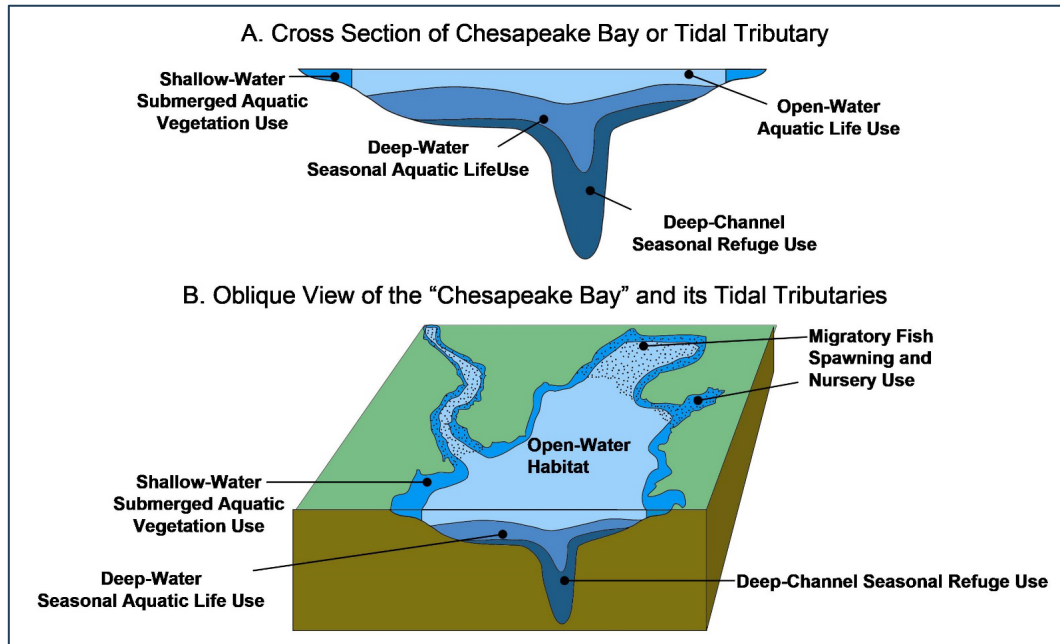 A. Cross Section of Chesapeake Bay or Tidal Tributary
Shallow-Water
Submerged Aquatic
Vegetation Use
Open-Water
Aquatic Life Use
Deep-Water
Seasonal Aquatic LifeUse
Deep-Channel
Seasonal Refuge Use
B. Oblique View of the “Chesapeake Bay” and its Tidal Tributaries
Migratory Fish
Spawning and
Nursery Use
Open-Water
Habitat
Shallow-Water
Submerged Aquatic
Vegetation Use
Deep-Water
Seasonal Aquatic Life Use
Deep-Channel Seasonal Refuge Use